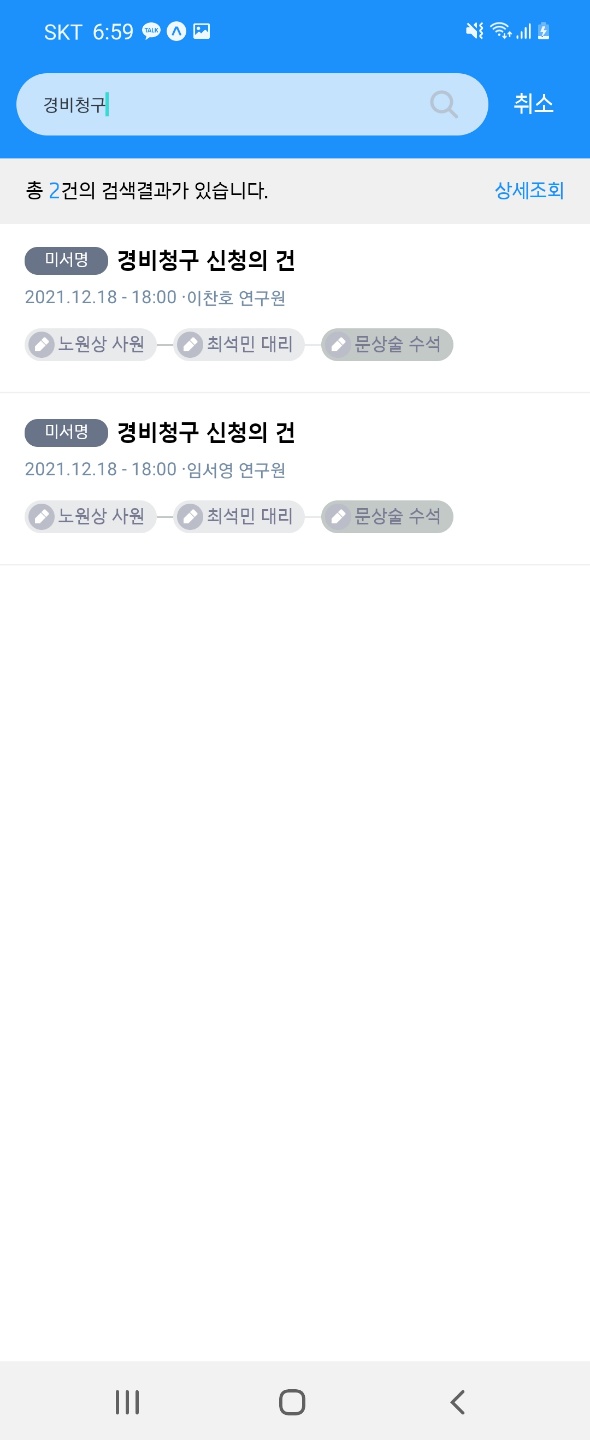 SKT 6:59 TALK
경비청구 취소
총 2건의 검색결과가 있습니다. 상세조회
미서명 경비청구 신청의 건
2021.12.18 - 18:00 ·이찬호 연구원
노원상 사원 최석민 대리 문상술 수석
미서명 경비청구 신청의 건
2021.12.18 - 18:00 ·임서영 연구원
노원상 사원 최석민 대리 문상술 수석